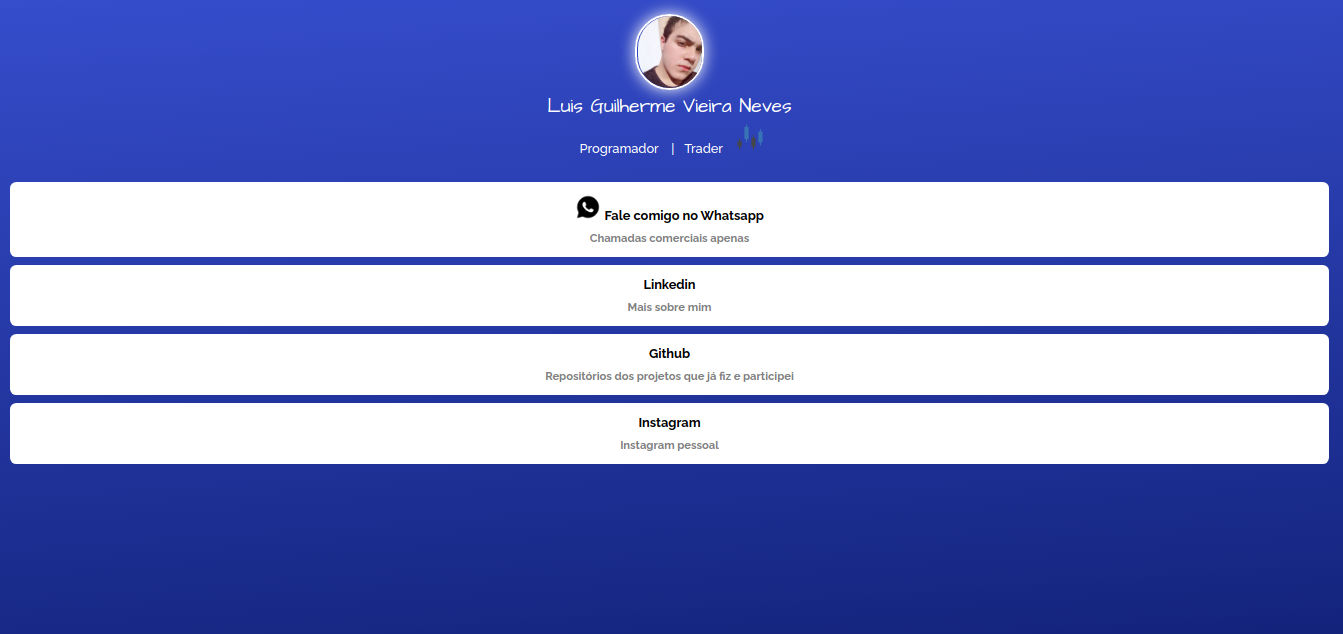 Luis Guilherme Vieira Neves
Programador | Trader
Fale comigo no Whatsapp
Chamadas comerciais apenas
Linkedin
Mais sobre mim
Github
Repositórios dos projetos que já fiz e participei
Instagram
Instagram pessoal